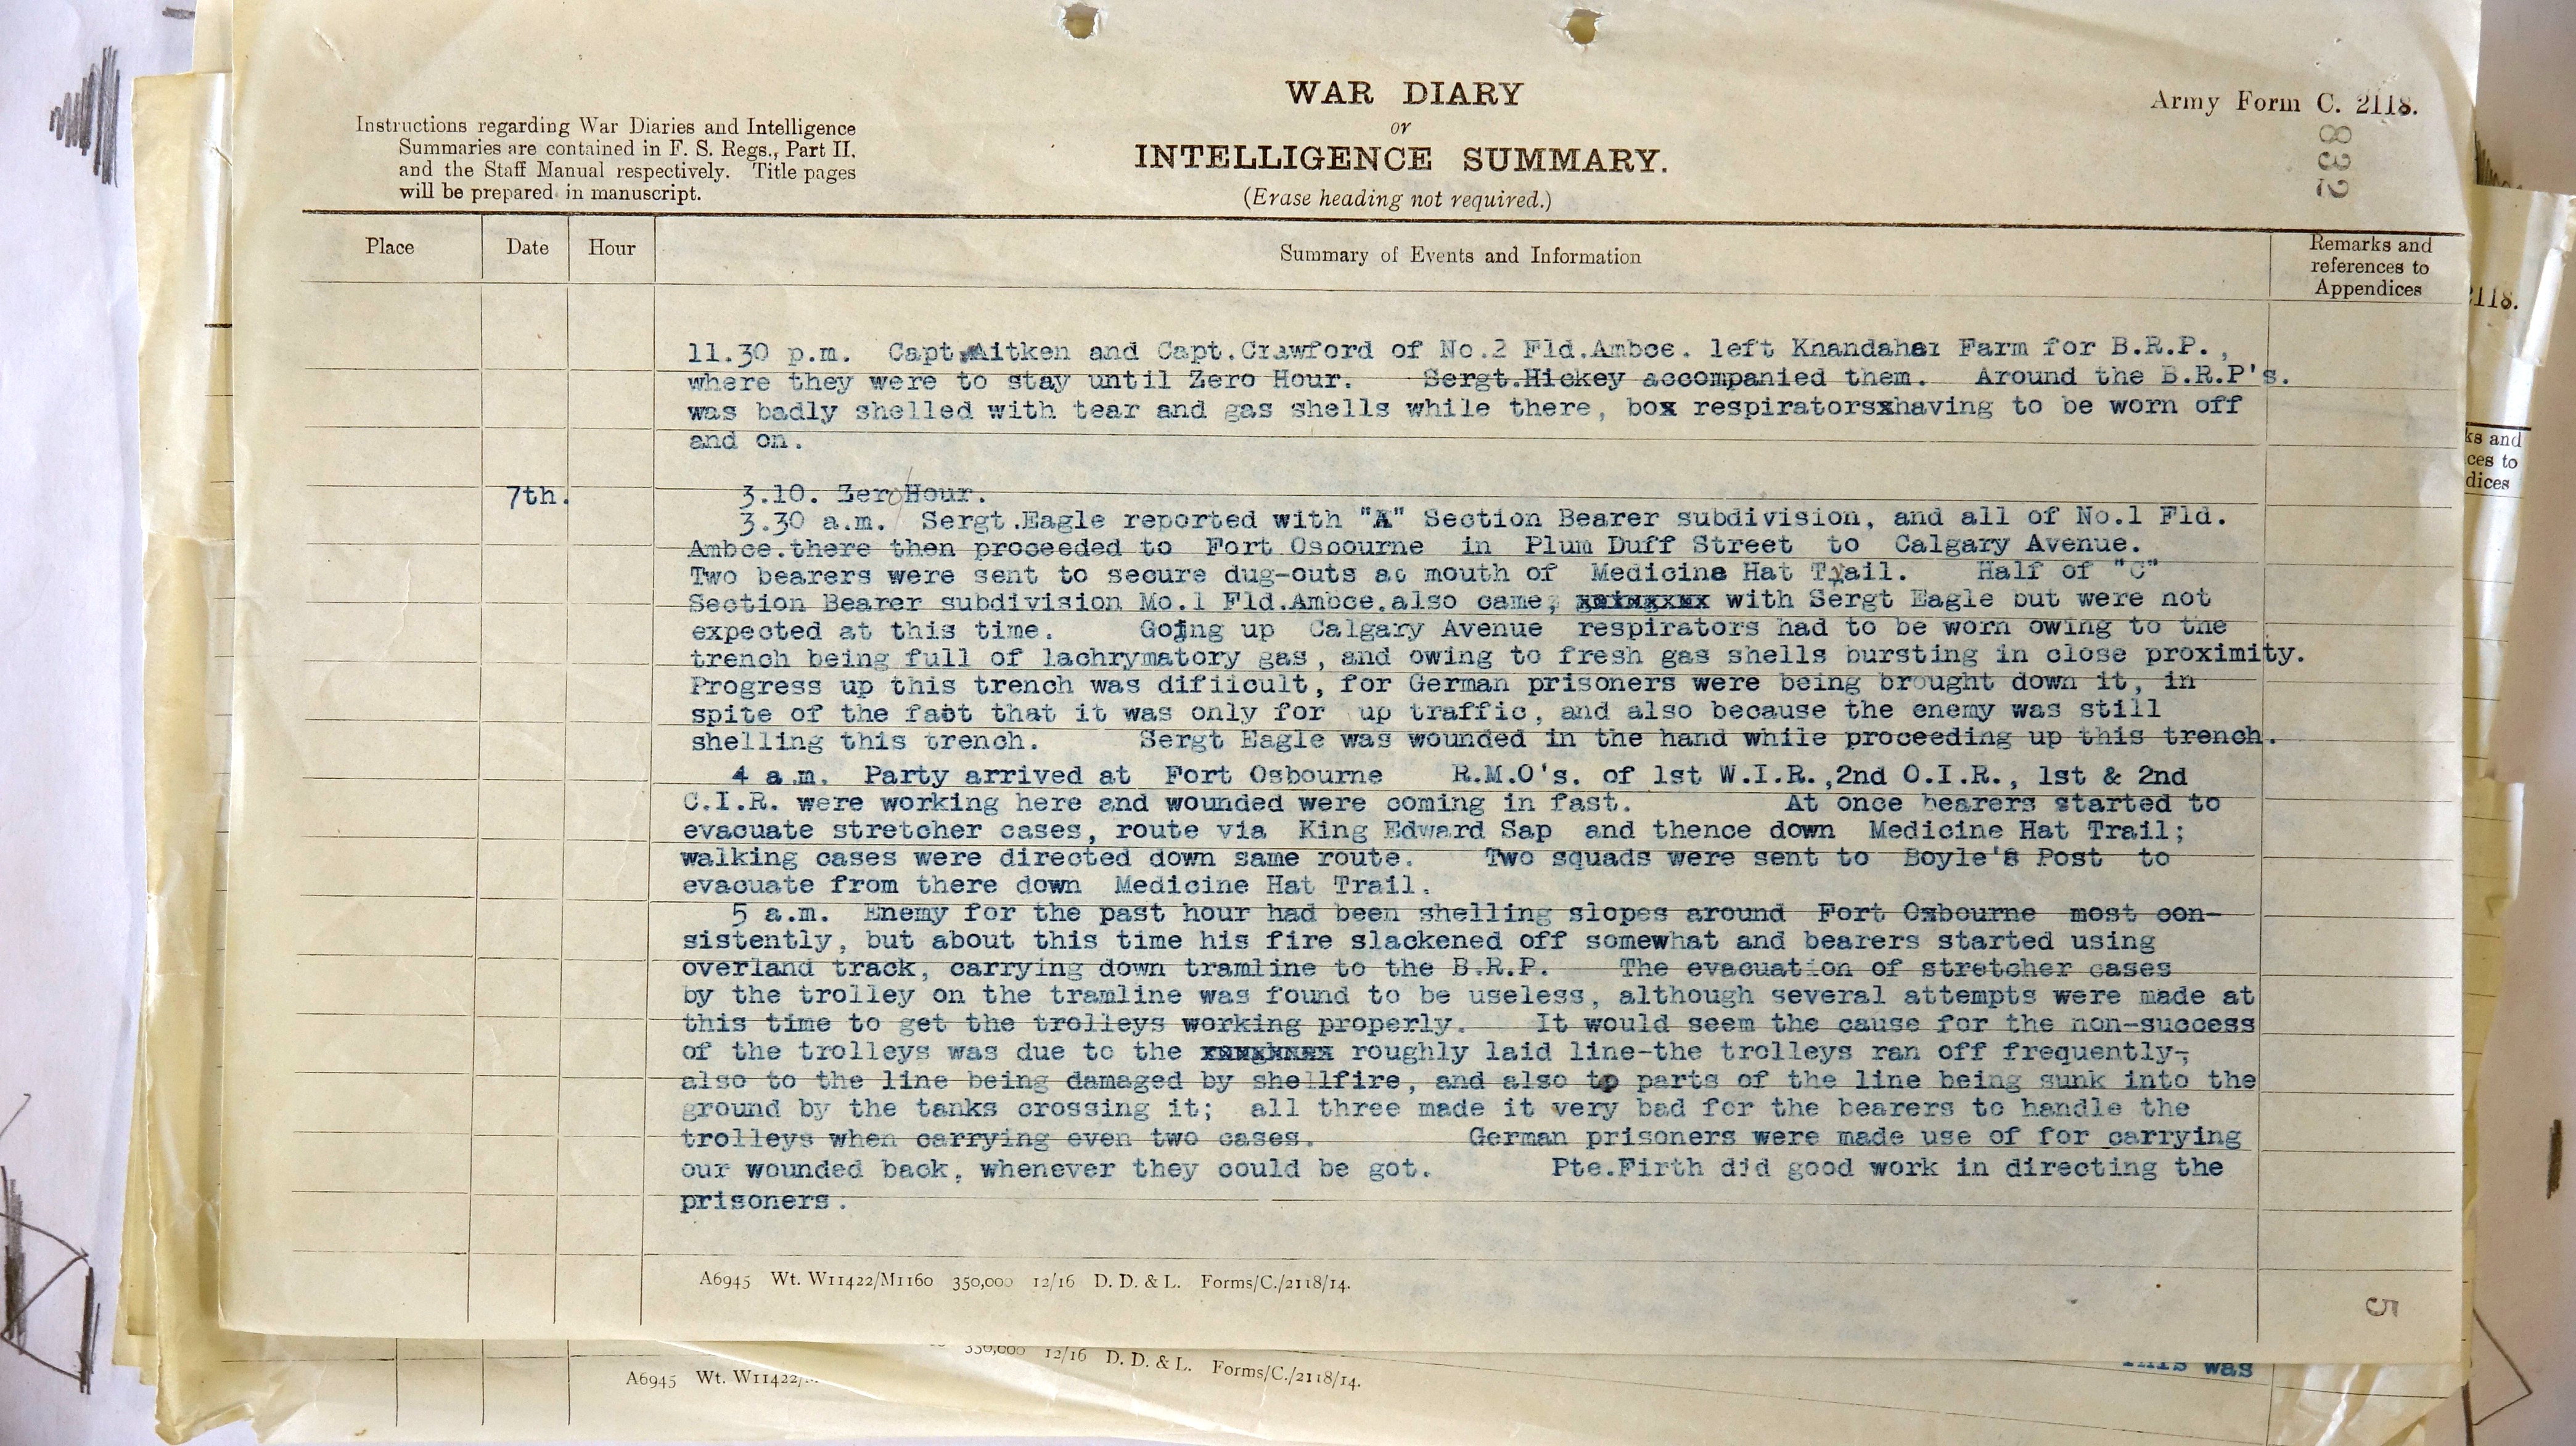 WAR DIARY
or
INTELLIGENCE SUMMARY.
(Erase heading not required.)
Army Form C. 2118.
832
Instructions regarding War Diaries and Intelligence
Summaries are contained in F. S. Regs., Part II.
and the Staff Manual respectively. Title pages
will be prepared in manuscript.
Place
Date
Hour
Summary of Events and Information
Remarks and
references to
Appendices
11.30 p.m. Capt.Aitken and Capt.Crawford of No.2 Fld.Ambce. left Khandahar Farm for B.R.P.,
where they were to stay until Zero Hour. Sergt.Hickey accompanied them. Around the B.R.P's.
was badly shelled with tear and gas shells while there, box respiratorsxhaving to be worn off
and on.
7th. 3.10. Zero Hour.
3.30 a.m. Sergt.Eagle reported with "A" Section Bearer subdivision, and all of No.1 Fld.
Ambce.there then proceeded to Fort Osbourne in Plum Duff Street to Calgary Avenue.
Two bearers were sent to secure dug-outs at mouth of Medicine Hat Trail. Half of "C"
Section Bearer subdivision Mo.1 Fld.Ambce.also came, with Sergt Eagle but were not
expected at this time. Going up Calgary Avenue respirators had to be worn owing to the
trench being full of lachrymatory gas, and owing to fresh gas shells bursting in close proximity.
Progress up this trench was difiicult, for German prisoners were being brought down it, in
spite of the fact that it was only for up traffic, and also because the enemy was still
shelling this trench. Sergt Eagle was wounded in the hand while proceeding up this trench.
4 a.m. Party arrived at Fort Osbourne R.M.O's. of 1st W.I.R.,2nd O.I.R., 1st & 2nd
C.I.R. were working here and wounded were coming in fast. At once bearers started to
evacuate stretcher cases, route via King Edward Sap and thence down Medicine Hat Trail;
walking cases were directed down same route. Two squads were sent to Boyle's Post to
evacuate from there down Medicine Hat Trail.
5 a.m. Enemy for the past hour had been shelling slopes around Fort Osbourne most con-
sistently, but about this time his fire slackened off somewhat and bearers started using
overland track, carrying down tramline to the B.R.P. The evacuation of stretcher cases
by the trolley on the tramline was found to be useless, although several attempts were made at
this time to get the trolleys working properly. It would seem the cause for the non-success
of the trolleys was due to the roughly laid line-the trolleys ran off frequently-,
also to the line being damaged by shellfire, and also to parts of the line being sunk into the
ground by the tanks crossing it; all three made it very bad for the bearers to handle the
trolleys when carrying even two cases. German prisoners were made use of for carrying
our wounded back, whenever they could be got. Pte.Firth did good work in directing the
prisoners.
A6945 Wt. W11422/M1160 350,000 12/16 D. D. & L. Forms/C./2118/14.
5
350,000 12/16 D. D. & L. Forms/C./2118/14.
A6945 Wt. W11422/
This was
2118.
ks and
ces to
dices